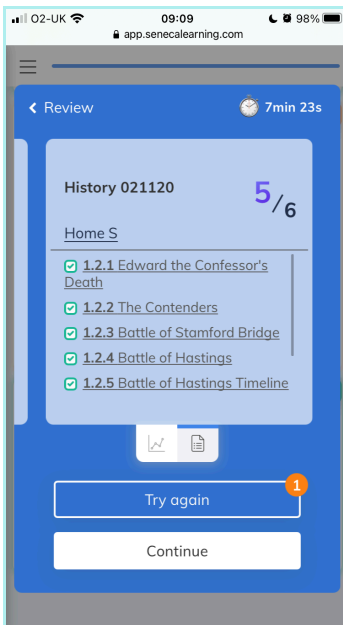 O2-UK 09:09 98%
app.senecalearning.com
Review 7min 23s
History 021120 5/6
Home S
1.2.1 Edward the Confessor's
Death
1.2.2 The Contenders
1.2.3 Battle of Stamford Bridge
1.2.4 Battle of Hastings
1.2.5 Battle of Hastings Timeline
1
Try again
Continue